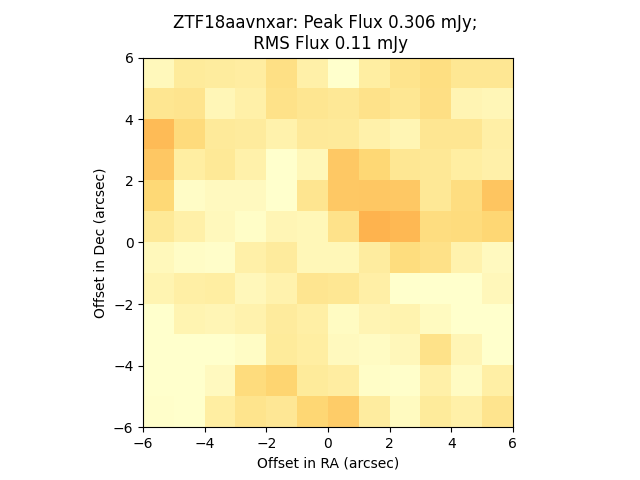 ZTF18aavnxar: Peak Flux 0.306 mJy;
RMS Flux 0.11 mJy
6
4
2
0
−2
−4
−6
Offset in Dec (arcsec)
−6 −4 −2 0 2 4 6
Offset in RA (arcsec)